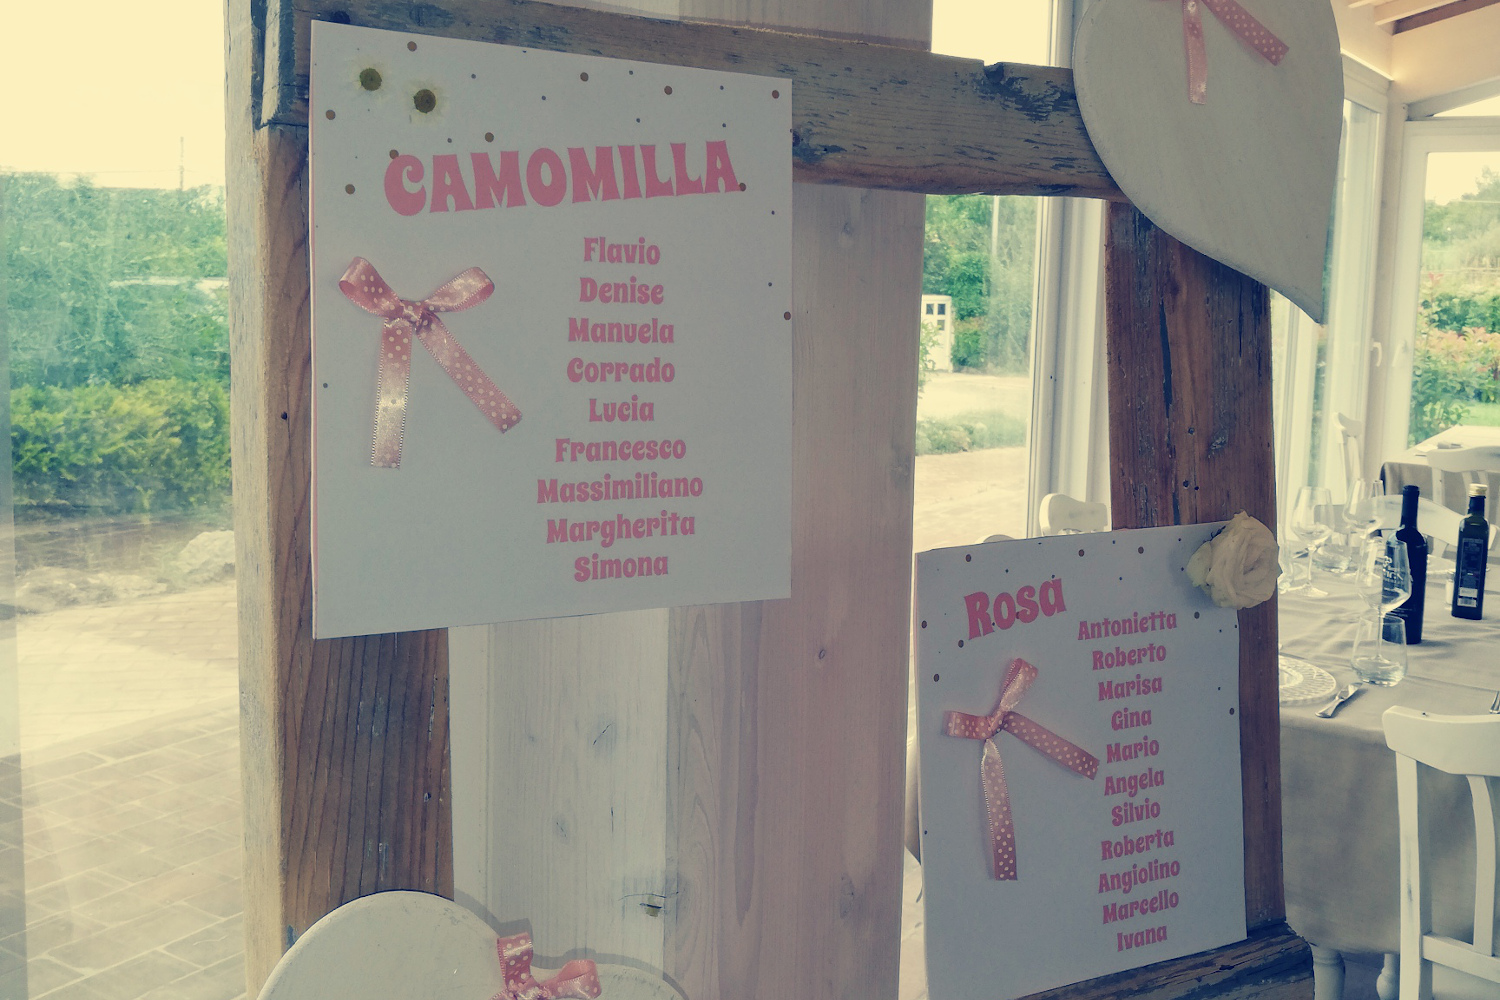 CAMOMILLA
Flavio
Denise
Manuela
Corrado
Lucia
Francesco
Massimiliano
Margherita
Simona
Rosa
Antonietta
Roberto
Marisa
Gina
Mario
Angela
Silvio
Roberta
Angiolino
Marcello
Ivana